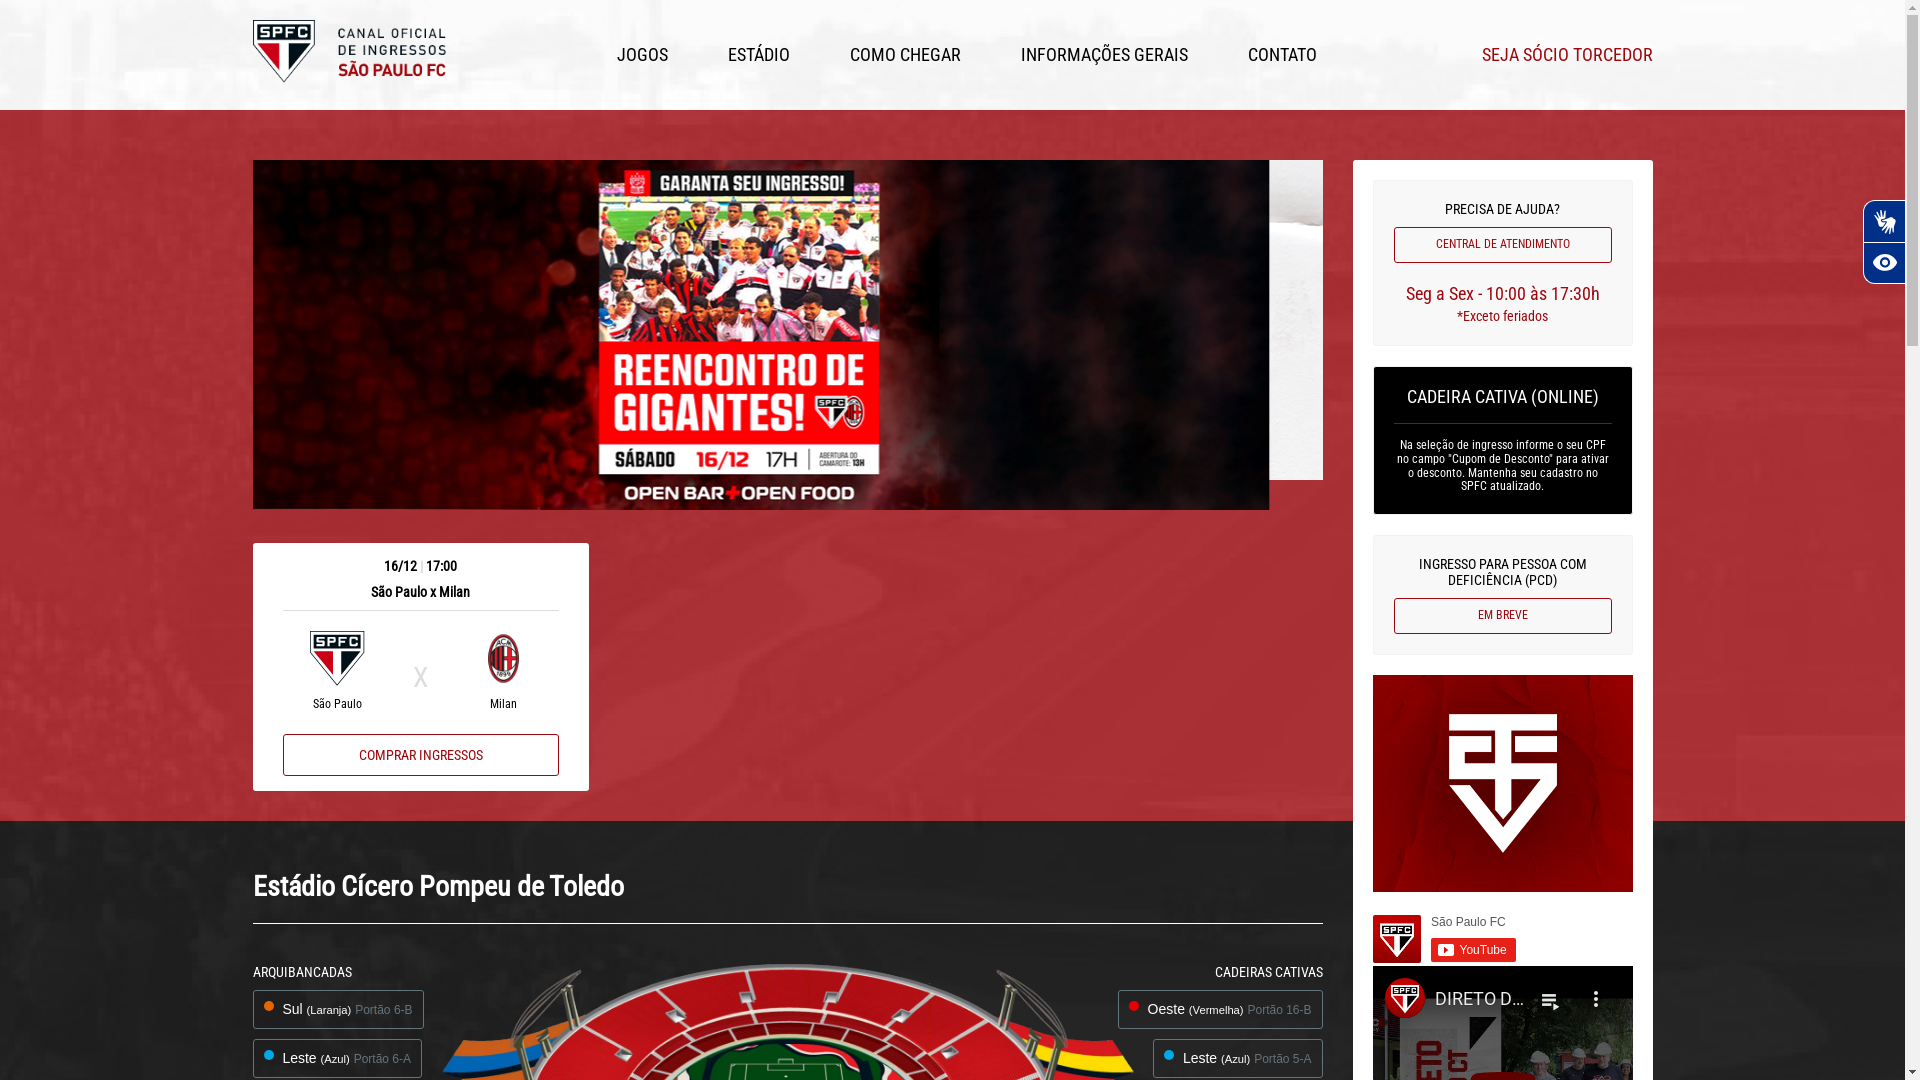 SPFC
CANAL OFICIAL
DE INGRESSOS
SÃO PAULO FC
JOGOS
ESTÁDIO
COMO CHEGAR
INFORMAÇÕES GERAIS
CONTATO
SEJA SÓCIO TORCEDOR
GARANTA SEU INGRESSO!
REENCONTRO DE
GIGANTES!
SÁBADO 16/12 17H
ABERTURA DO
CAMAROTE: 13H
OPEN BAR+OPEN FOOD
16/12 | 17:00
São Paulo x Milan
SPFC
X
São Paulo
Milan
COMPRAR INGRESSOS
PRECISA DE AJUDA?
CENTRAL DE ATENDIMENTO
Seg a Sex - 10:00 às 17:30h
*Exceto feriados
CADEIRA CATIVA (ONLINE)
Na seleção de ingresso informe o seu CPF
no campo "Cupom de Desconto" para ativar
o desconto. Mantenha seu cadastro no
SPFC atualizado.
INGRESSO PARA PESSOA COM
DEFICIÊNCIA (PCD)
EM BREVE
SPFC
São Paulo FC
YouTube
SPFC
DIRETO D...
Estádio Cícero Pompeu de Toledo
ARQUIBANCADAS
Sul (Laranja) Portão 6-B
Leste (Azul) Portão 6-A
CADEIRAS CATIVAS
Oeste (Vermelha) Portão 16-B
Leste (Azul) Portão 5-A